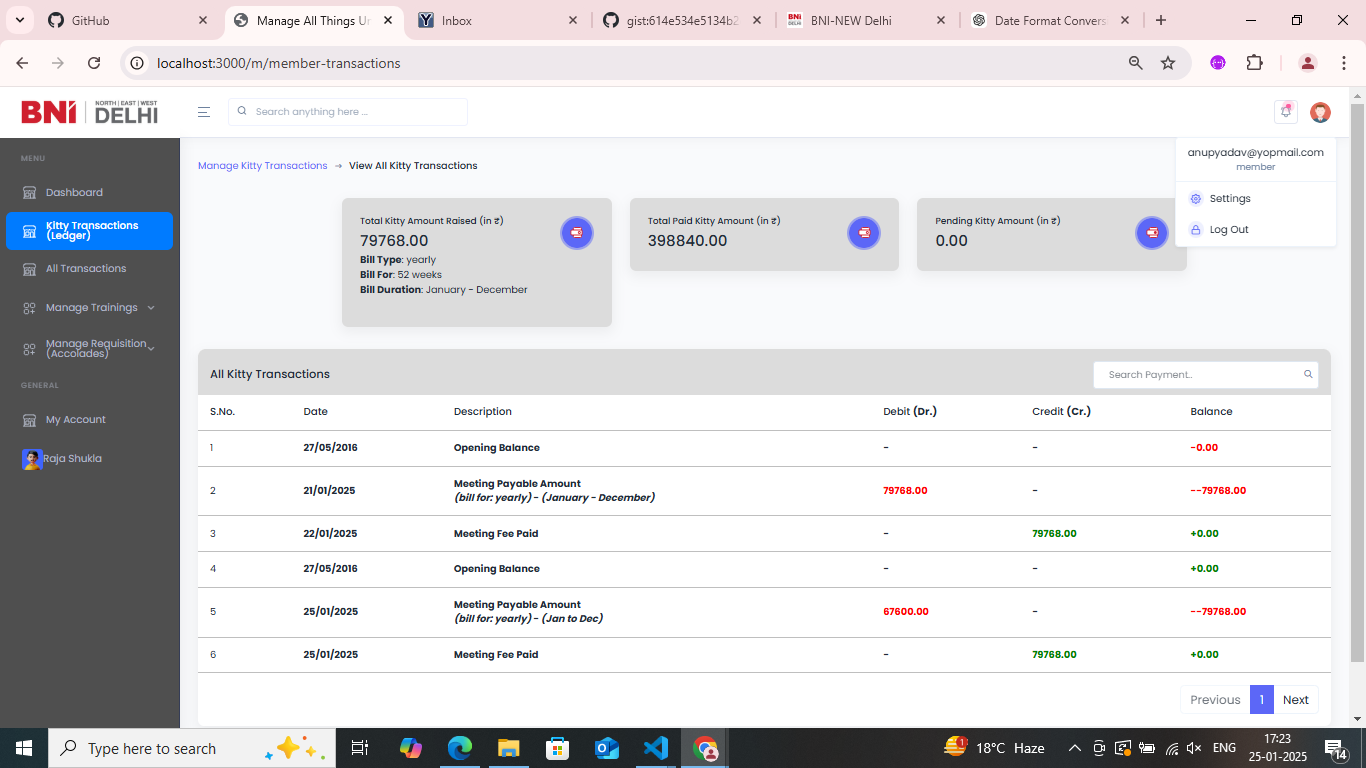 GitHub
Manage All Things Ur
Inbox
gist:614e534e5134b2
BNI-NEW Delhi
Date Format Convers
localhost:3000/m/member-transactions
BNI NORTH | EAST | WEST
DELHI
Search anything here ...
MENU
Dashboard
Kitty Transactions
(Ledger)
All Transactions
Manage Trainings
Manage Requisition
(Accolades)
GENERAL
My Account
Raja Shukla
anupyadav@yopmail.com
member
Settings
Log Out
Manage Kitty Transactions → View All Kitty Transactions
Total Kitty Amount Raised (in ₹)
79768.00
Bill Type: yearly
Bill For: 52 weeks
Bill Duration: January - December
Total Paid Kitty Amount (in ₹)
398840.00
Pending Kitty Amount (in ₹)
0.00
All Kitty Transactions
Search Payment..
S.No. Date Description Debit (Dr.) Credit (Cr.) Balance
1 27/05/2016 Opening Balance - - -0.00
2 21/01/2025 Meeting Payable Amount 79768.00 - --79768.00
(bill for: yearly) - (January - December)
3 22/01/2025 Meeting Fee Paid - 79768.00 +0.00
4 27/05/2016 Opening Balance - - +0.00
5 25/01/2025 Meeting Payable Amount 67600.00 - --79768.00
(bill for: yearly) - (Jan to Dec)
6 25/01/2025 Meeting Fee Paid - 79768.00 +0.00
Previous 1 Next
Type here to search
1
18°C Haze
ENG
17:23
25-01-2025
14